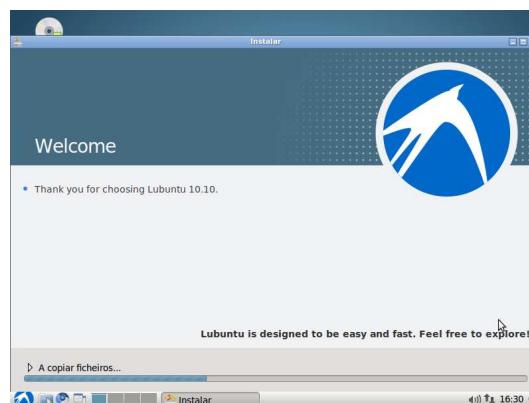 Instalar
Welcome
Thank you for choosing Lubuntu 10.10.
Lubuntu is designed to be easy and fast. Feel free to explore!
A copiar ficheiros...
Instalar
16:30